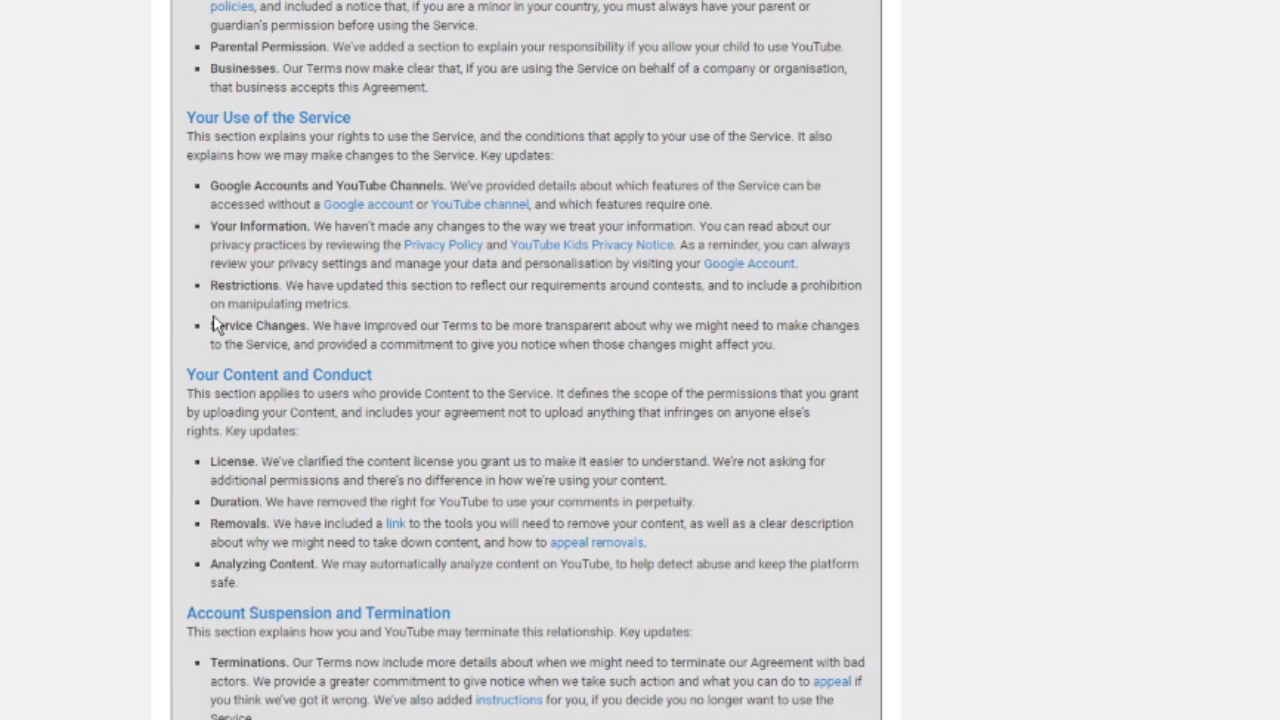 policies, and included a notice that, if you are a minor in your country, you must always have your parent or
guardian's permission before using the Service.
▪ Parental Permission. We've added a section to explain your responsibility if you allow your child to use YouTube.
▪ Businesses. Our Terms now make clear that, if you are using the Service on behalf of a company or organisation,
that business accepts this Agreement.
Your Use of the Service
This section explains your rights to use the Service, and the conditions that apply to your use of the Service. It also
explains how we may make changes to the Service. Key updates:
▪ Google Accounts and YouTube Channels. We've provided details about which features of the Service can be
accessed without a Google account or YouTube channel, and which features require one.
▪ Your Information. We haven't made any changes to the way we treat your information. You can read about our
privacy practices by reviewing the Privacy Policy and YouTube Kids Privacy Notice. As a reminder, you can always
review your privacy settings and manage your data and personalisation by visiting your Google Account.
▪ Restrictions. We have updated this section to reflect our requirements around contests, and to include a prohibition
on manipulating metrics.
▪ Service Changes. We have improved our Terms to be more transparent about why we might need to make changes
to the Service, and provided a commitment to give you notice when those changes might affect you.
Your Content and Conduct
This section applies to users who provide Content to the Service. It defines the scope of the permissions that you grant
by uploading your Content, and includes your agreement not to upload anything that infringes on anyone else's
rights. Key updates:
▪ License. We've clarified the content license you grant us to make it easier to understand. We're not asking for
additional permissions and there's no difference in how we're using your content.
▪ Duration. We have removed the right for YouTube to use your comments in perpetuity.
▪ Removals. We have included a link to the tools you will need to remove your content, as well as a clear description
about why we might need to take down content, and how to appeal removals.
▪ Analyzing Content. We may automatically analyze content on YouTube, to help detect abuse and keep the platform
safe.
Account Suspension and Termination
This section explains how you and YouTube may terminate this relationship. Key updates:
▪ Terminations. Our Terms now include more details about when we might need to terminate our Agreement with bad
actors. We provide a greater commitment to give notice when we take such action and what you can do to appeal if
you think we've got it wrong. We've also added instructions for you, if you decide you no longer want to use the
Service.